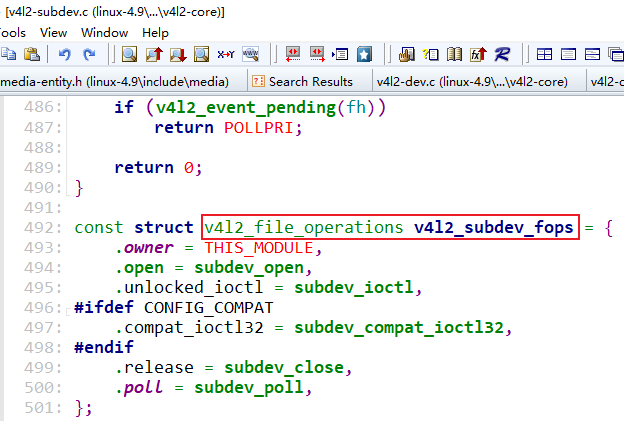 [v4l2-subdev.c (linux-4.9\...\v4l2-core)]
Tools View Window Help
media-entity.h (linux-4.9\include\media) Search Results v4l2-dev.c (linux-4.9\...\v4l2-core) v4l2-c
486: if (v4l2_event_pending(fh))
487: return POLLPRI;
488:
489: return 0;
490: }
491:
492: const struct v4l2_file_operations v4l2_subdev_fops = {
493: .owner = THIS_MODULE,
494: .open = subdev_open,
495: .unlocked_ioctl = subdev_ioctl,
496: #ifdef CONFIG_COMPAT
497: .compat_ioctl32 = subdev_compat_ioctl32,
498: #endif
499: .release = subdev_close,
500: .poll = subdev_poll,
501: };